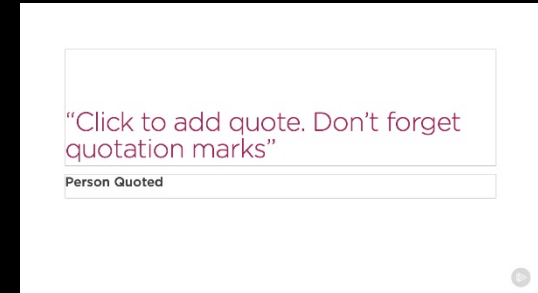 “Click to add quote. Don’t forget
quotation marks”
Person Quoted